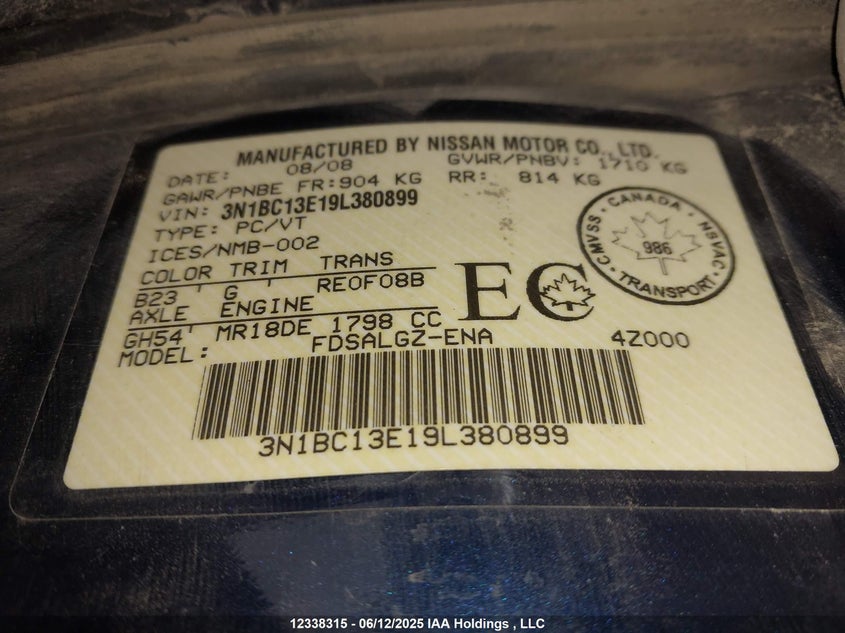 MANUFACTURED BY NISSAN MOTOR CO., LTD.
DATE: 08/08 GVWR/PNBV: 1710 KG
GAWR/PNBE FR: 904 KG RR: 814 KG
VIN: 3N1BC13E19L380899
TYPE: PC/VT
ICES/NMB-002
COLOR TRIM TRANS
B23 ' G ' RE0F08B
AXLE ENGINE
GH54' MR18DE 1798 CC
MODEL: FDSALGZ-ENA 4Z000
EC
CANADA
CMVSS · NSVAC
986
TRANSPORT
3N1BC13E19L380899
12338315 - 06/12/2025 IAA Holdings , LLC